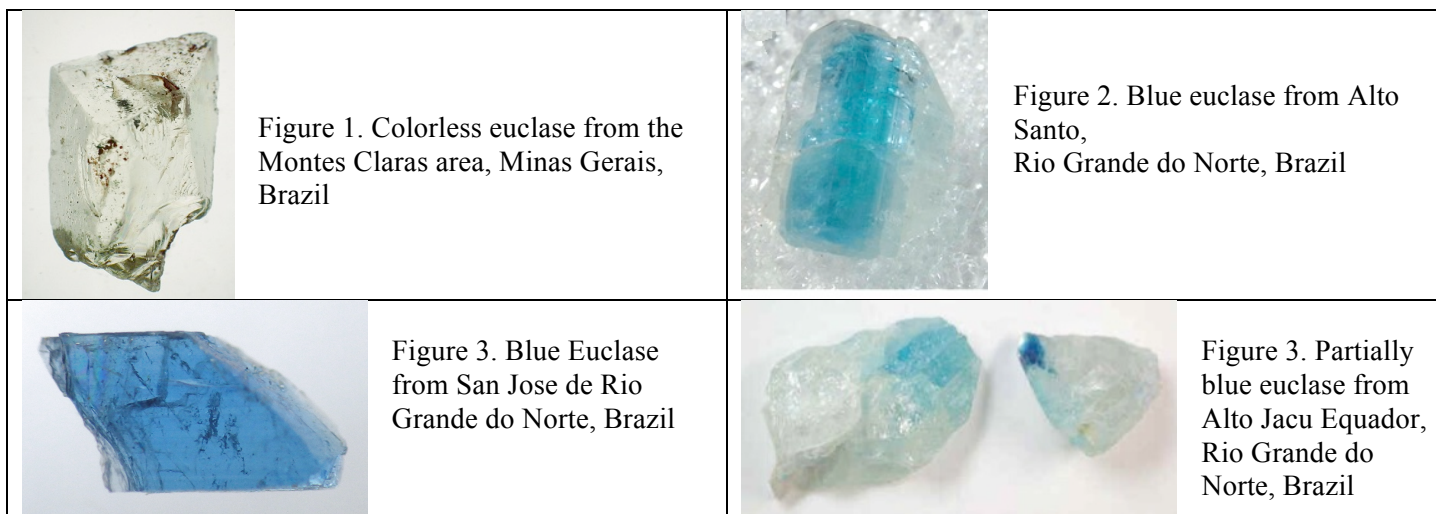 Figure 1. Colorless euclase from the
Montes Claras area, Minas Gerais,
Brazil
Figure 2. Blue euclase from Alto
Santo,
Rio Grande do Norte, Brazil
Figure 3. Blue Euclase
from San Jose de Rio
Grande do Norte, Brazil
Figure 3. Partially
blue euclase from
Alto Jacu Equador,
Rio Grande do
Norte, Brazil